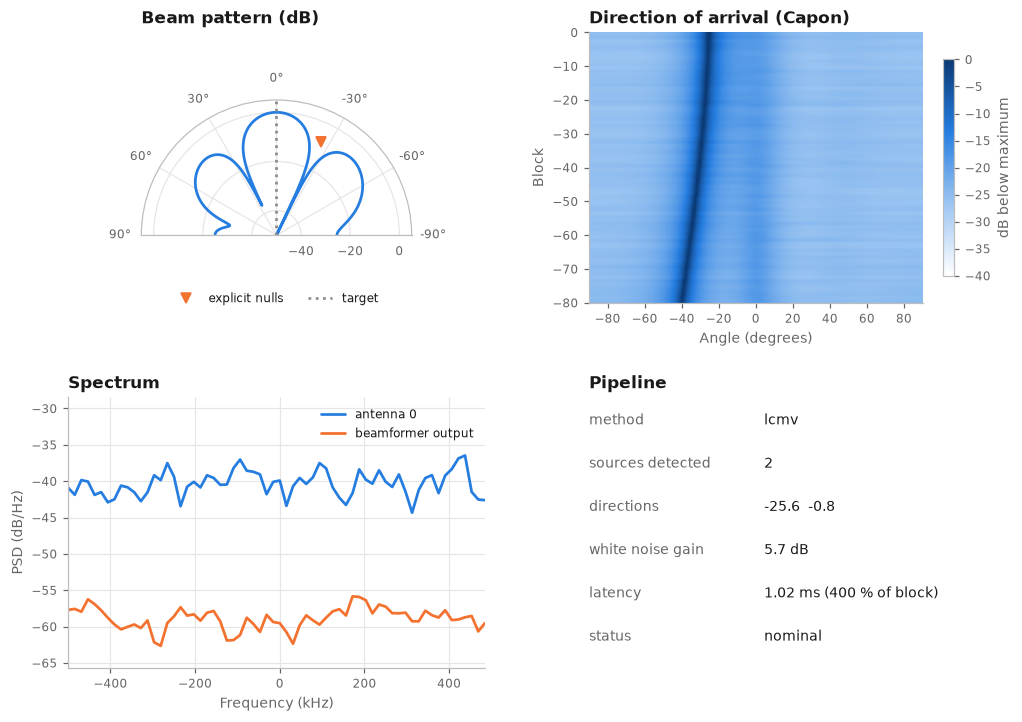 Beam pattern (dB)
0°
30°
-30°
60°
-60°
90°
-90°
−40
−20
0
explicit nulls
target
Direction of arrival (Capon)
0
−10
−20
−30
−40
−50
−60
−70
−80
Block
−80
−60
−40
−20
0
20
40
60
80
Angle (degrees)
0
−5
−10
−15
−20
−25
−30
−35
−40
dB below maximum
Spectrum
−30
−35
−40
−45
−50
−55
−60
−65
PSD (dB/Hz)
antenna 0
beamformer output
−400
−200
0
200
400
Frequency (kHz)
Pipeline
method lcmv
sources detected 2
directions -25.6 -0.8
white noise gain 5.7 dB
latency 1.02 ms (400 % of block)
status nominal